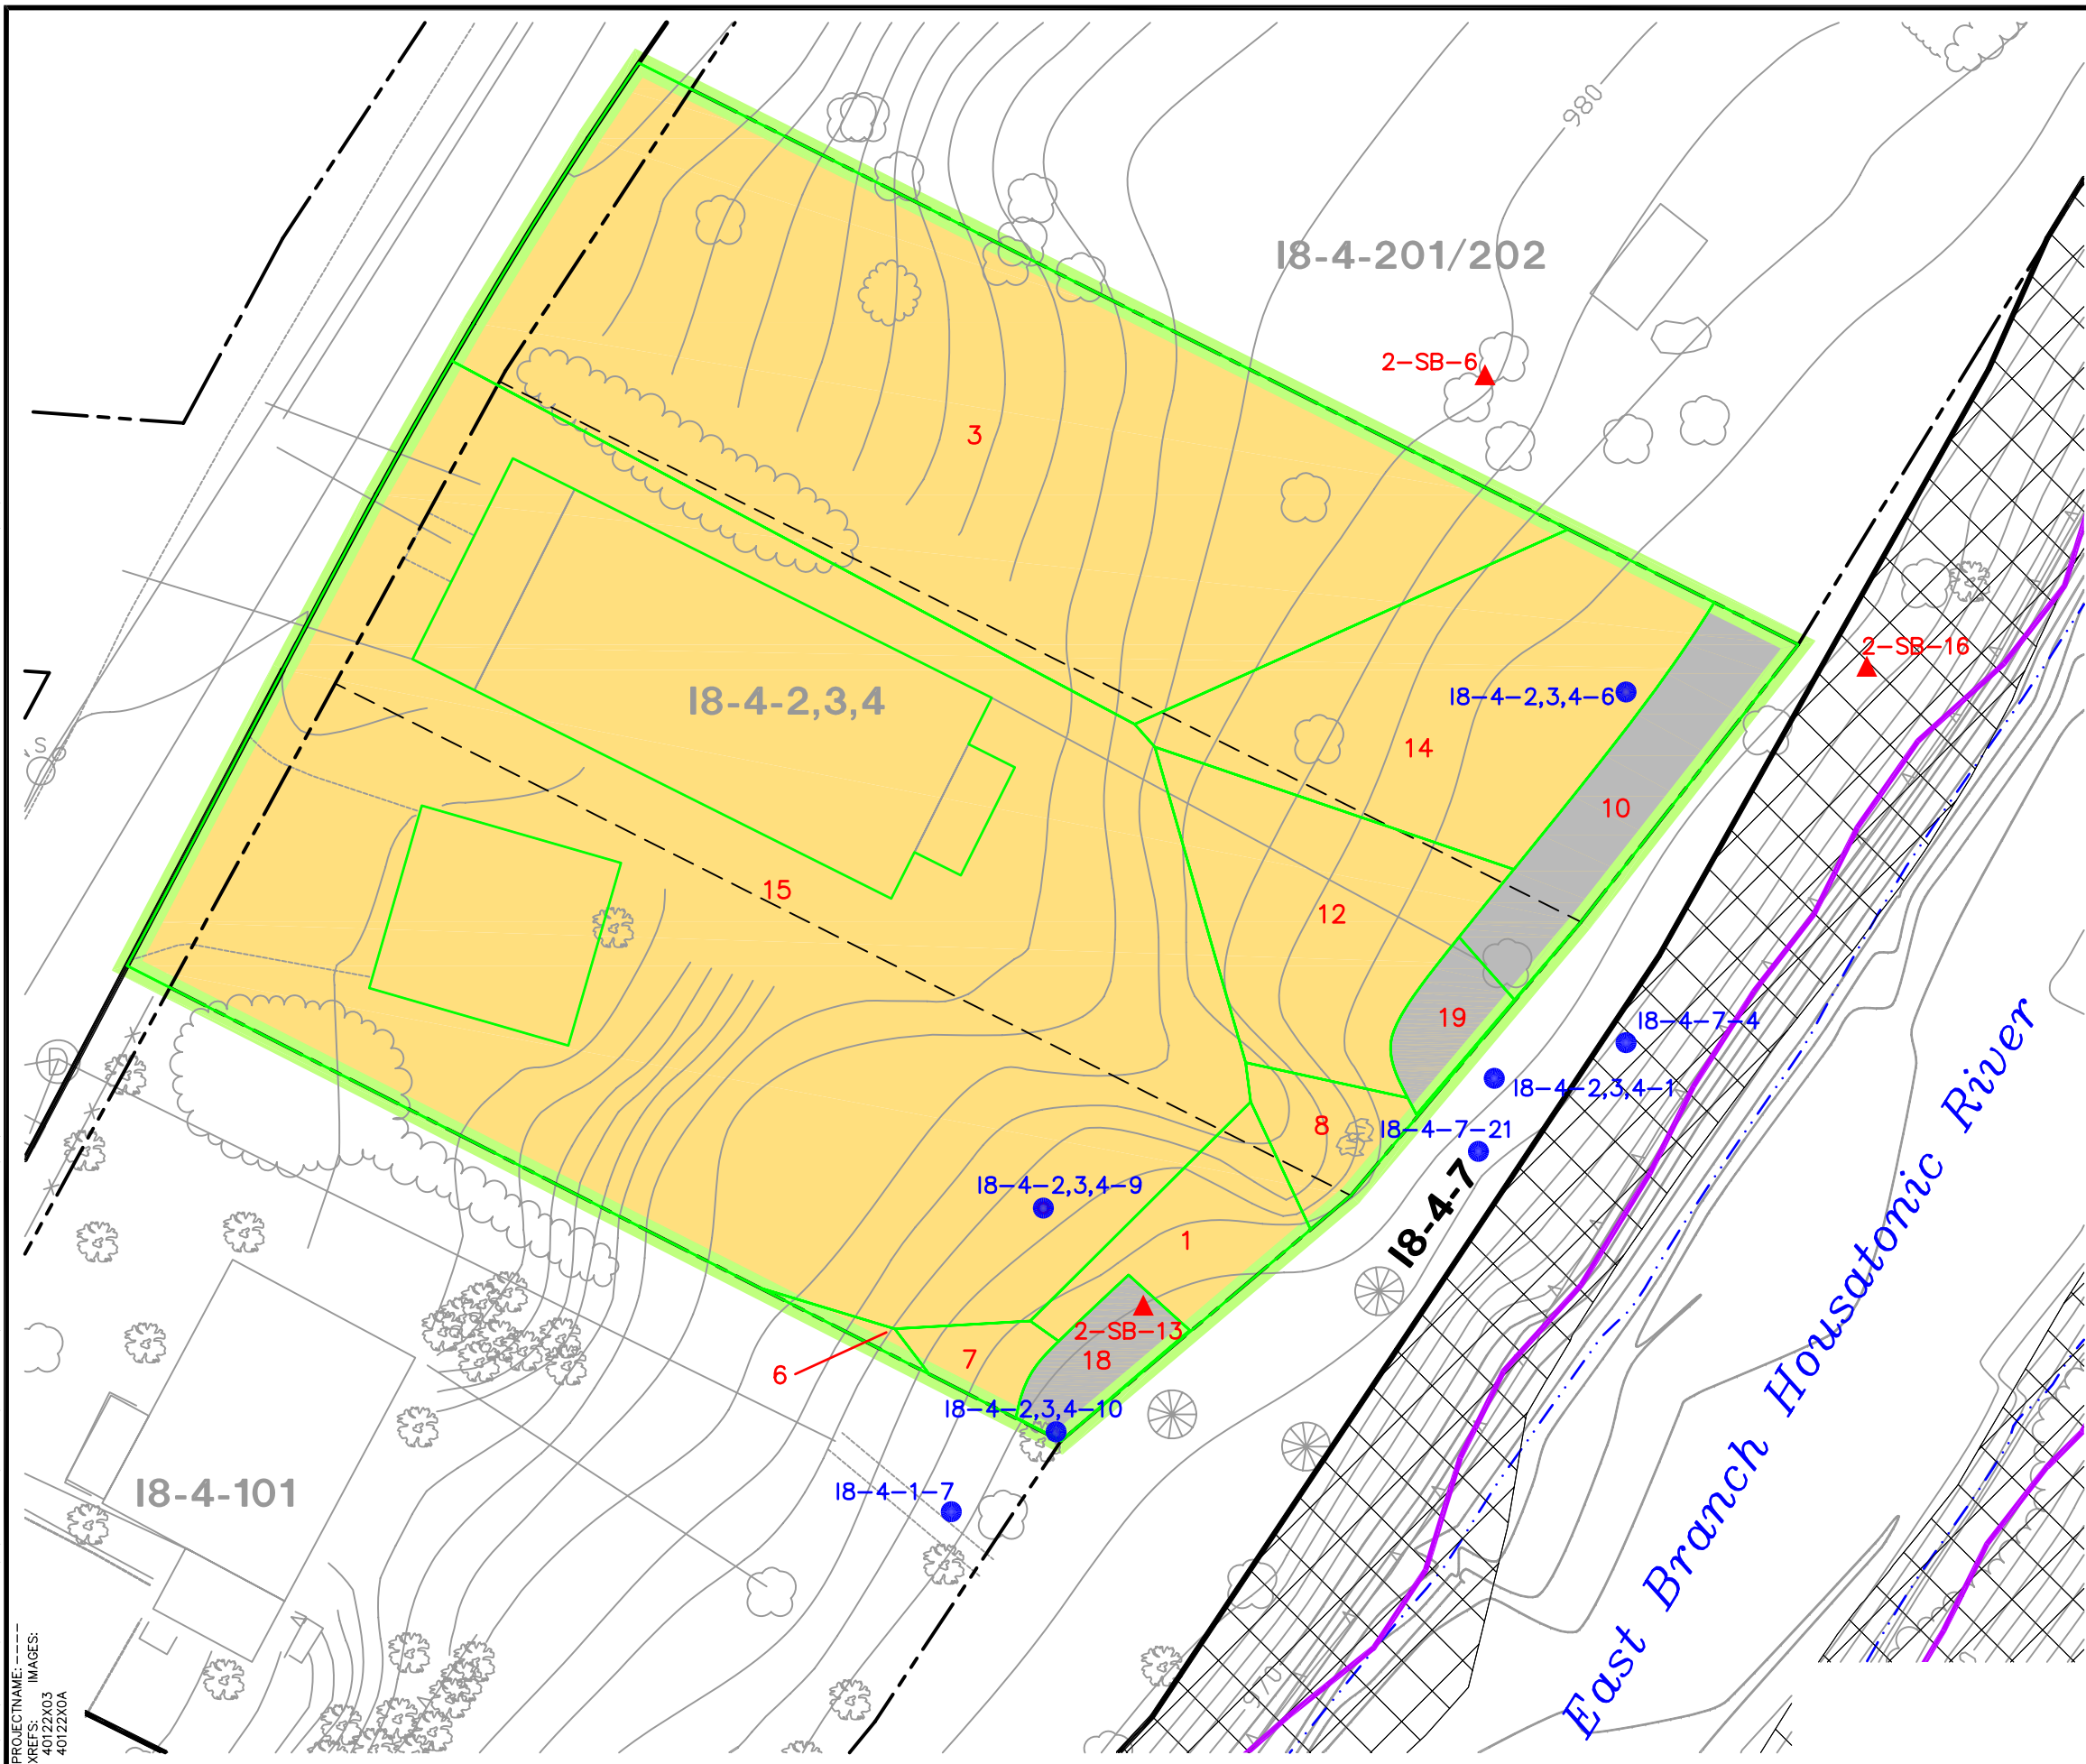 980
I8-4-201/202
2-SB-6
3
2-SB-16
I8-4-2,3,4
I8-4-2,3,4-6
14
10
S
15
12
19
I8-4-7-4
D
I8-4-2,3,4-1
8
I8-4-7-21
I8-4-7
I8-4-2,3,4-9
1
2-SB-13
18
7
6
I8-4-2,3,4-10
I8-4-101
I8-4-1-7
970
East Branch Housatonic River
PROJECTNAME: ----
XREFS: IMAGES:
40122X03
40122X0A